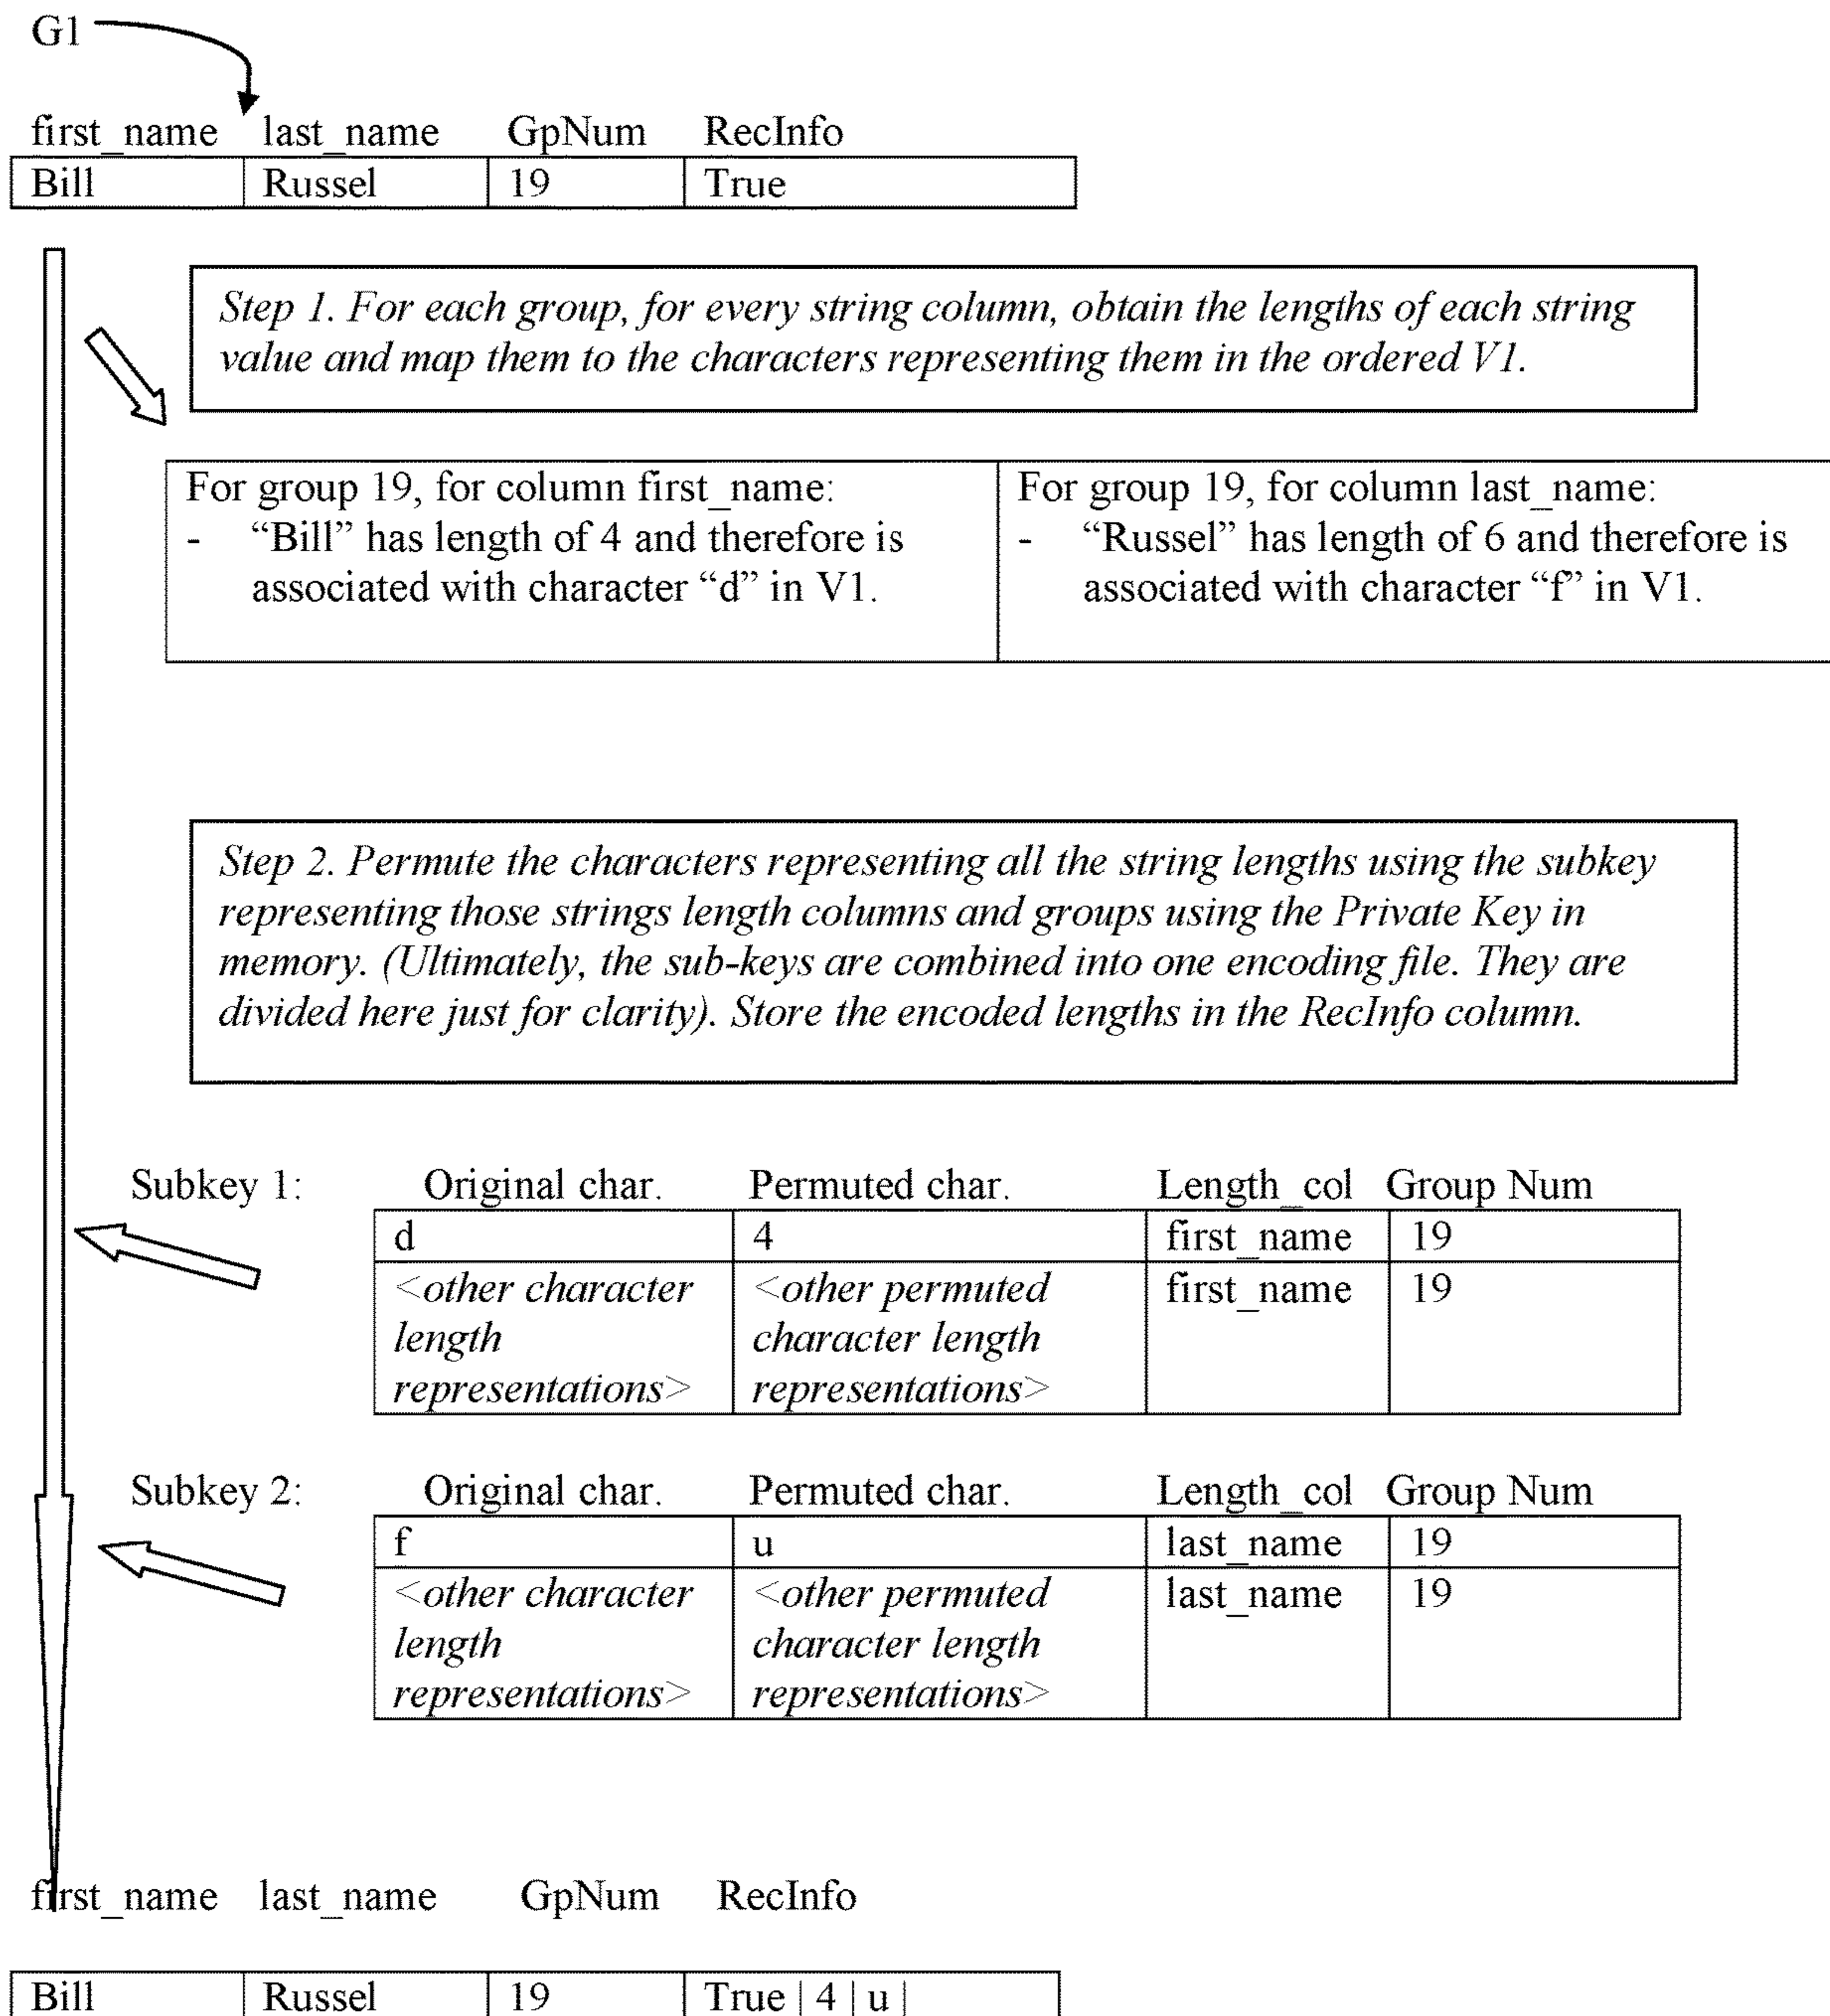 G1
first_name last_name GpNum RecInfo
Bill Russel 19 True
Step 1. For each group, for every string column, obtain the lengths of each string
value and map them to the characters representing them in the ordered V1.
For group 19, for column first_name:
- “Bill” has length of 4 and therefore is
associated with character “d” in V1.
For group 19, for column last_name:
- “Russel” has length of 6 and therefore is
associated with character “f” in V1.
Step 2. Permute the characters representing all the string lengths using the subkey
representing those strings length columns and groups using the Private Key in
memory. (Ultimately, the sub-keys are combined into one encoding file. They are
divided here just for clarity). Store the encoded lengths in the RecInfo column.
Subkey 1: Original char. Permuted char. Length_col Group Num
d 4 first_name 19
<other character <other permuted first_name 19
length character length
representations> representations>
Subkey 2: Original char. Permuted char. Length_col Group Num
f u last_name 19
<other character <other permuted last_name 19
length character length
representations> representations>
first_name last_name GpNum RecInfo
Bill Russel 19 True | 4 | u |